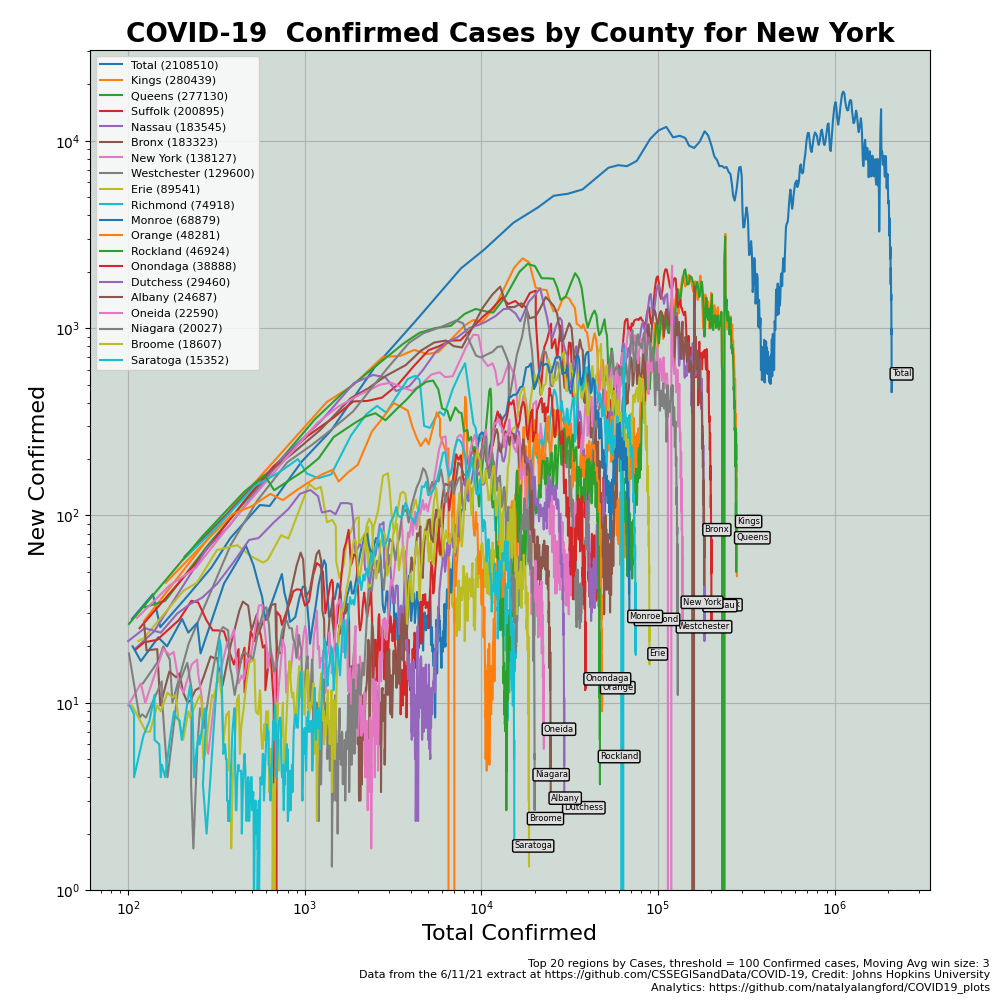 COVID-19 Confirmed Cases by County for New York
Total (2108510)
Kings (280439)
Queens (277130)
Suffolk (200895)
Nassau (183545)
Bronx (183323)
New York (138127)
Westchester (129600)
Erie (89541)
Richmond (74918)
Monroe (68879)
Orange (48281)
Rockland (46924)
Onondaga (38888)
Dutchess (29460)
Albany (24687)
Oneida (22590)
Niagara (20027)
Broome (18607)
Saratoga (15352)
New Confirmed
10⁴
10³
10²
10¹
10⁰
Total
Kings
Bronx
Queens
New York
Monroe
Westchester
Erie
Onondaga
Orange
Oneida
Rockland
Niagara
Albany
Dutchess
Broome
Saratoga
10² 10³ 10⁴ 10⁵ 10⁶
Total Confirmed
Top 20 regions by Cases, threshold = 100 Confirmed cases, Moving Avg win size: 3
Data from the 6/11/21 extract at https://github.com/CSSEGISandData/COVID-19, Credit: Johns Hopkins University
Analytics: https://github.com/natalyalangford/COVID19_plots